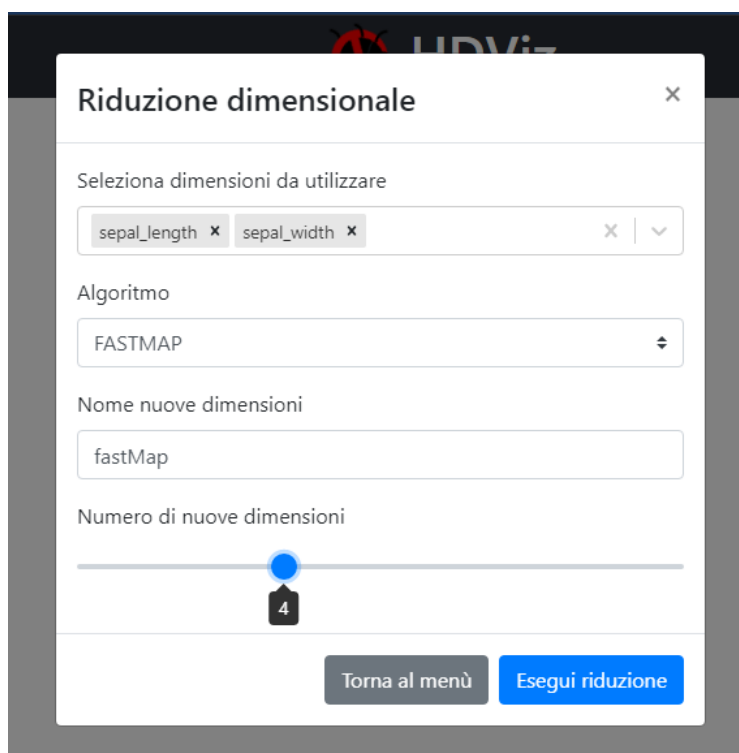 HDViz
Riduzione dimensionale ×
Seleziona dimensioni da utilizzare
sepal_length × sepal_width ×
Algoritmo
FASTMAP
Nome nuove dimensioni
fastMap
Numero di nuove dimensioni
4
Torna al menù Esegui riduzione